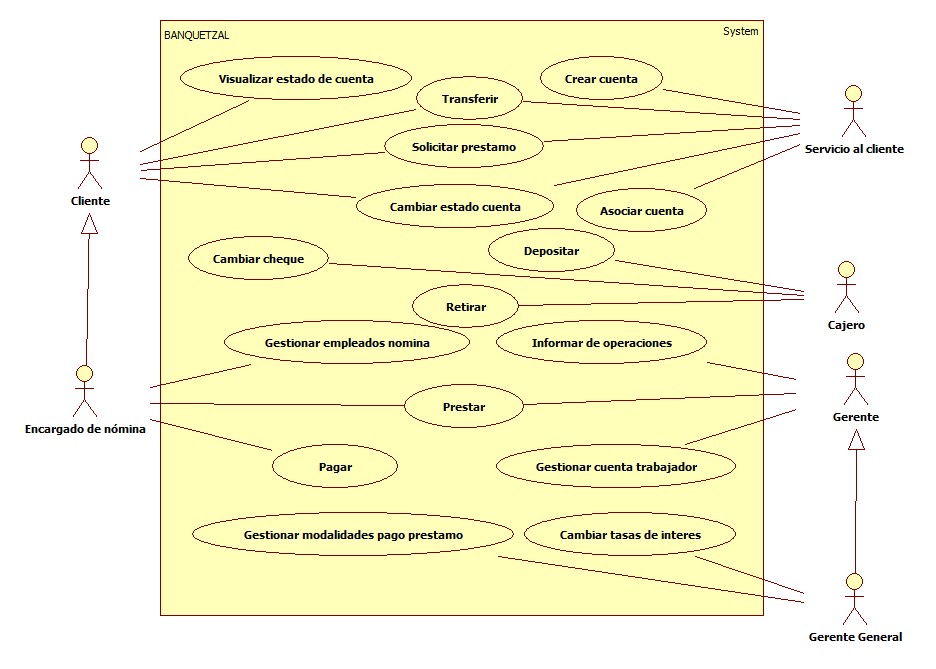 BANQUETZAL
System
Visualizar estado de cuenta
Crear cuenta
Transferir
Solicitar prestamo
Servicio al cliente
Cliente
Cambiar estado cuenta
Asociar cuenta
Depositar
Cambiar cheque
Retirar
Cajero
Gestionar empleados nomina
Informar de operaciones
Prestar
Gerente
Encargado de nómina
Pagar
Gestionar cuenta trabajador
Gestionar modalidades pago prestamo
Cambiar tasas de interes
Gerente General